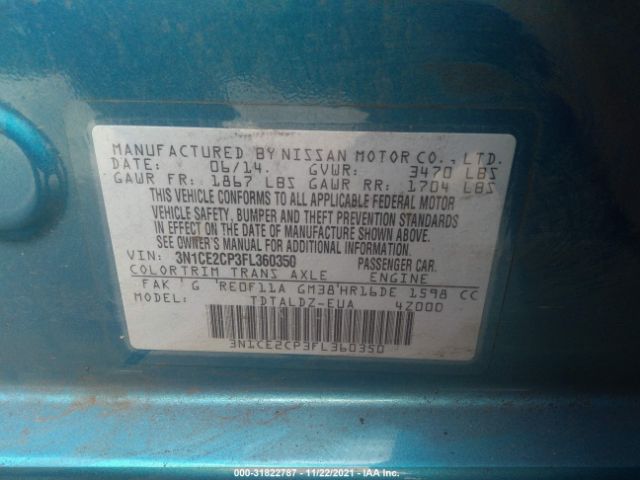 MANUFACTURED BY NISSAN MOTOR CO., LTD.
DATE: 06/14. GVWR: 3470 LBS
GAWR FR: 1867 LBS GAWR RR: 1704 LBS
THIS VEHICLE CONFORMS TO ALL APPLICABLE FEDERAL MOTOR
VEHICLE SAFETY, BUMPER AND THEFT PREVENTION STANDARDS
IN EFFECT ON THE DATE OF MANUFACTURE SHOWN ABOVE.
SEE OWNER'S MANUAL FOR ADDITIONAL INFORMATION.
VIN: 3N1CE2CP3FL360350 PASSENGER CAR.
COLOR TRIM TRANS AXLE ENGINE
FAK G RE0F11A GM38 HR16DE 1598 CC
MODEL: TDTALDZ-EUA 4Z000
3N1CE2CP3FL360350
000-31822787 - 11/22/2021 - IAA Inc.